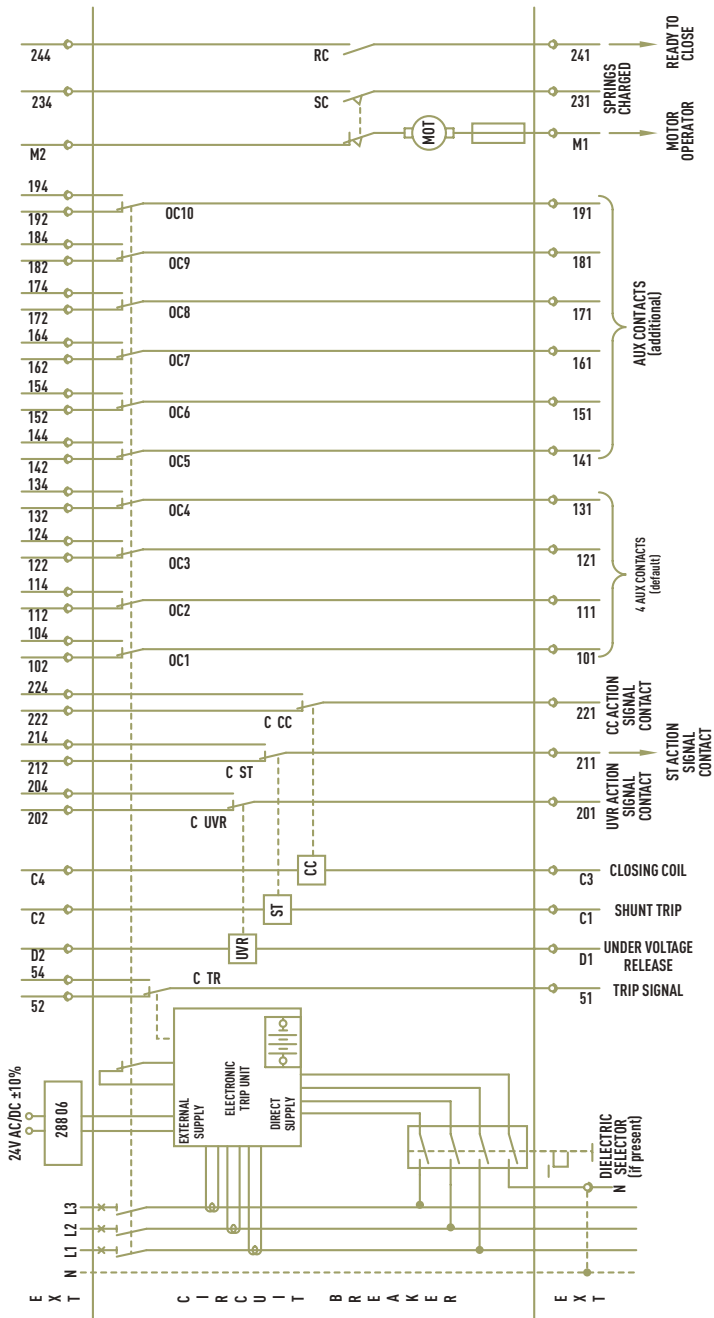 244 RC 241 READY TO
CLOSE
234 SC 231 SPRINGS
CHARGED
M2 MOT M1 MOTOR
OPERATOR
194
192 OC10 191
184
182 OC9 181
174
172 OC8 171
AUX CONTACTS
(additional)
164
162 OC7 161
154
152 OC6 151
144
142 OC5 141
134
132 OC4 131
124
122 OC3 121
4 AUX CONTACTS
(default)
114
112 OC2 111
104
102 OC1 101
224
222 C CC 221 CC ACTION
SIGNAL
CONTACT
214
212 C ST 211 ST ACTION
SIGNAL
CONTACT
204
202 C UVR 201 UVR ACTION
SIGNAL
CONTACT
C4 CC C3 CLOSING COIL
C2 ST C1 SHUNT TRIP
D2 UVR D1 UNDER VOLTAGE
RELEASE
54
52 C TR 51 TRIP SIGNAL
24V AC/DC ±10%
28806
EXTERNAL
SUPPLY
ELECTRONIC
TRIP UNIT
DIRECT
SUPPLY
DIELECTRIC
SELECTOR
(if present)
N
L3
L2
L1
N
EXT CIRCUIT BREAKER EXT